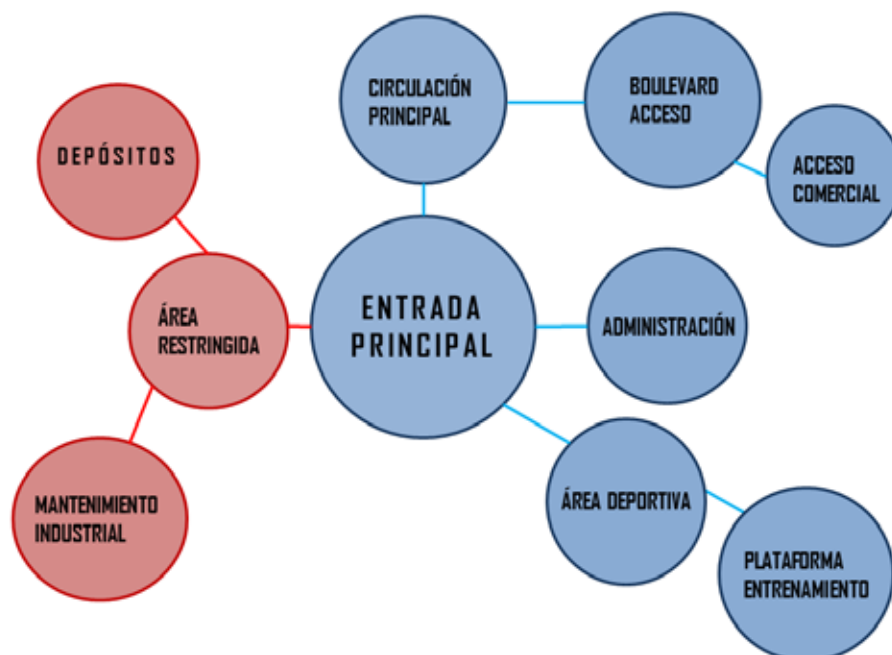 CIRCULACIÓN
PRINCIPAL
BOULEVARD
ACCESO
DEPÓSITOS
ACCESO
COMERCIAL
ENTRADA
PRINCIPAL
ÁREA
RESTRINGIDA
ADMINISTRACIÓN
MANTENIMIENTO
INDUSTRIAL
ÁREA DEPORTIVA
PLATAFORMA
ENTRENAMIENTO